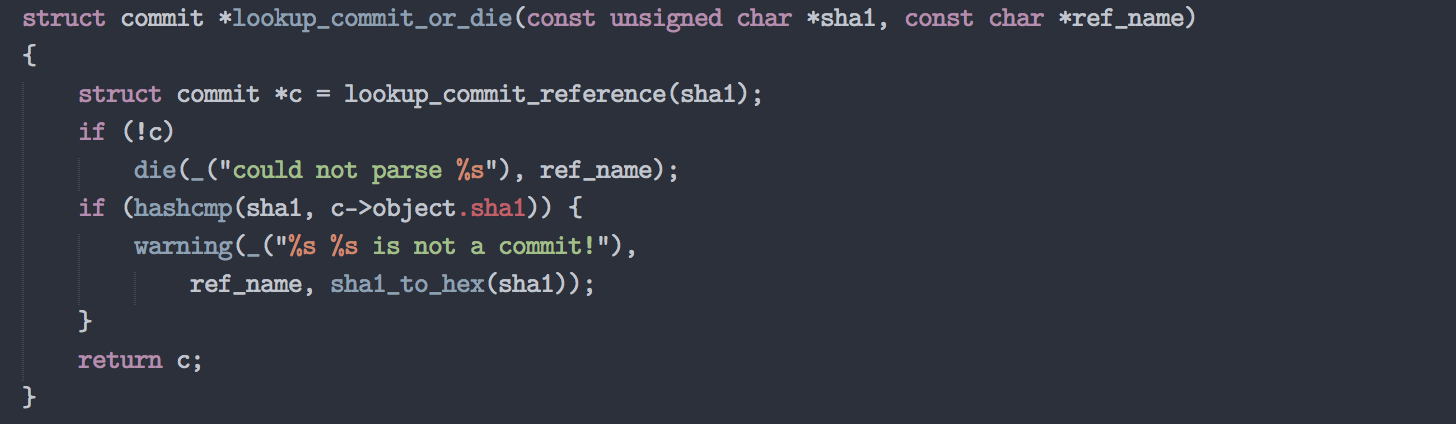 struct commit *lookup_commit_or_die(const unsigned char *sha1, const char *ref_name)
{
    struct commit *c = lookup_commit_reference(sha1);
    if (!c)
        die(_("could not parse %s"), ref_name);
    if (hashcmp(sha1, c->object.sha1)) {
        warning(_("%s %s is not a commit!"),
            ref_name, sha1_to_hex(sha1));
    }
    return c;
}